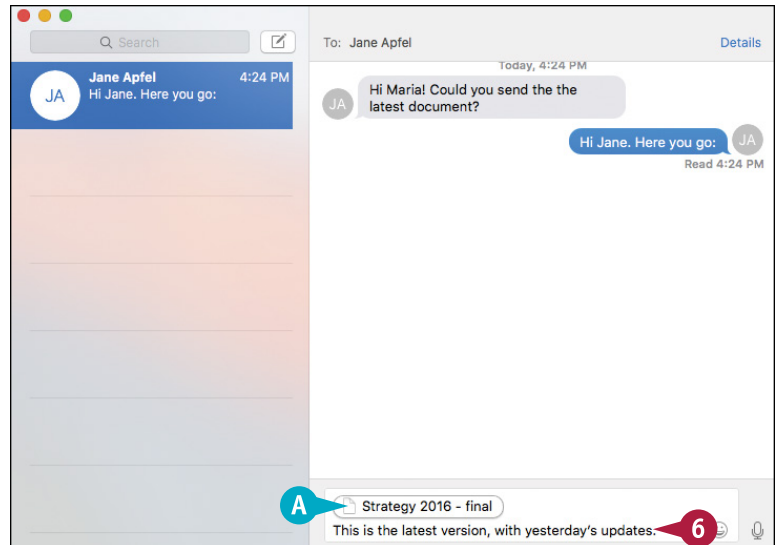 Search
To: Jane Apfel
Details
JA
Jane Apfel
4:24 PM
Hi Jane. Here you go:
Today, 4:24 PM
JA
Hi Maria! Could you send the the
latest document?
Hi Jane. Here you go:
JA
Read 4:24 PM
A
Strategy 2016 - final
This is the latest version, with yesterday's updates.
6